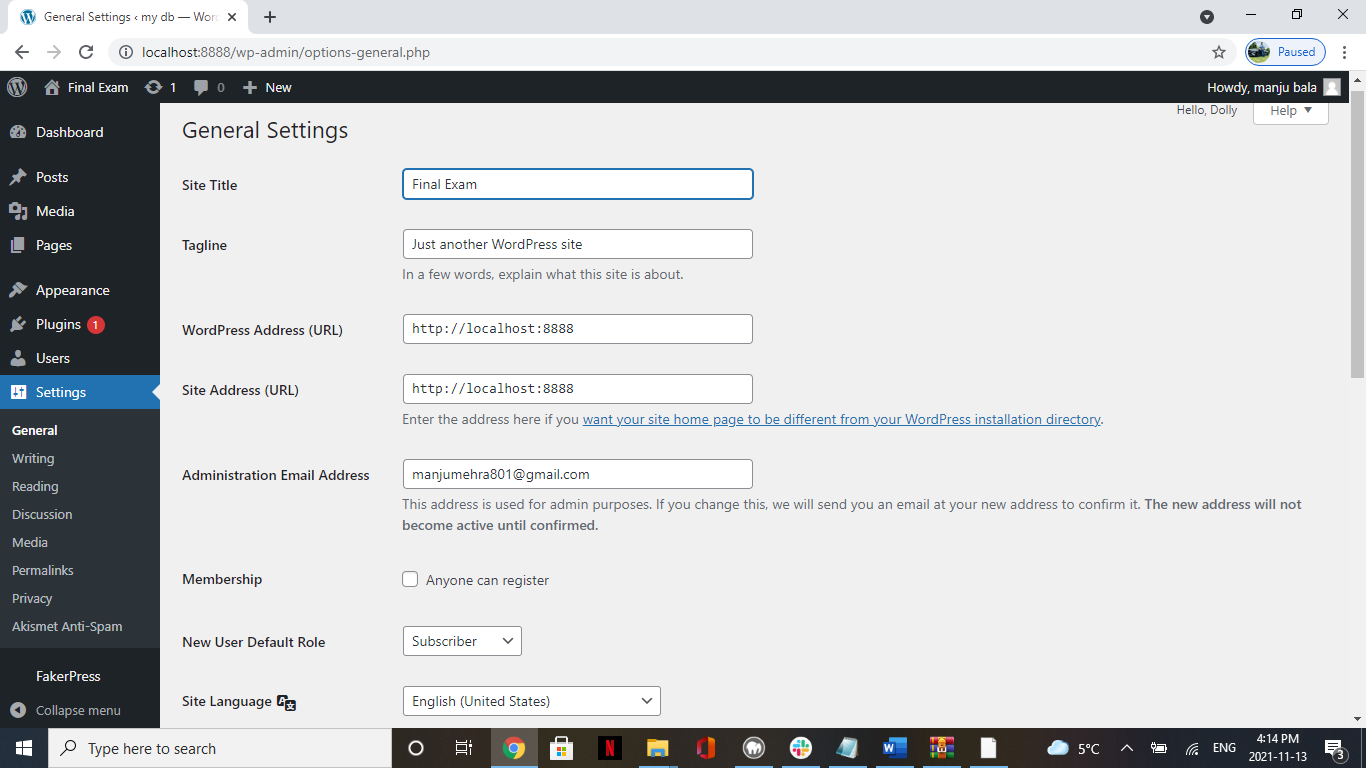 General Settings ‹ my db — Wor
localhost:8888/wp-admin/options-general.php
Paused
Final Exam 1 0 New
Howdy, manju bala
Hello, Dolly
Help
Dashboard
Posts
Media
Pages
Appearance
Plugins 1
Users
Settings
General
Writing
Reading
Discussion
Media
Permalinks
Privacy
Akismet Anti-Spam
FakerPress
Collapse menu
General Settings
Site Title
Final Exam
Tagline
Just another WordPress site
In a few words, explain what this site is about.
WordPress Address (URL)
http://localhost:8888
Site Address (URL)
http://localhost:8888
Enter the address here if you want your site home page to be different from your WordPress installation directory.
Administration Email Address
manjumehra801@gmail.com
This address is used for admin purposes. If you change this, we will send you an email at your new address to confirm it. The new address will not
become active until confirmed.
Membership
Anyone can register
New User Default Role
Subscriber
Site Language
English (United States)
Type here to search
5°C
ENG
4:14 PM
2021-11-13
3